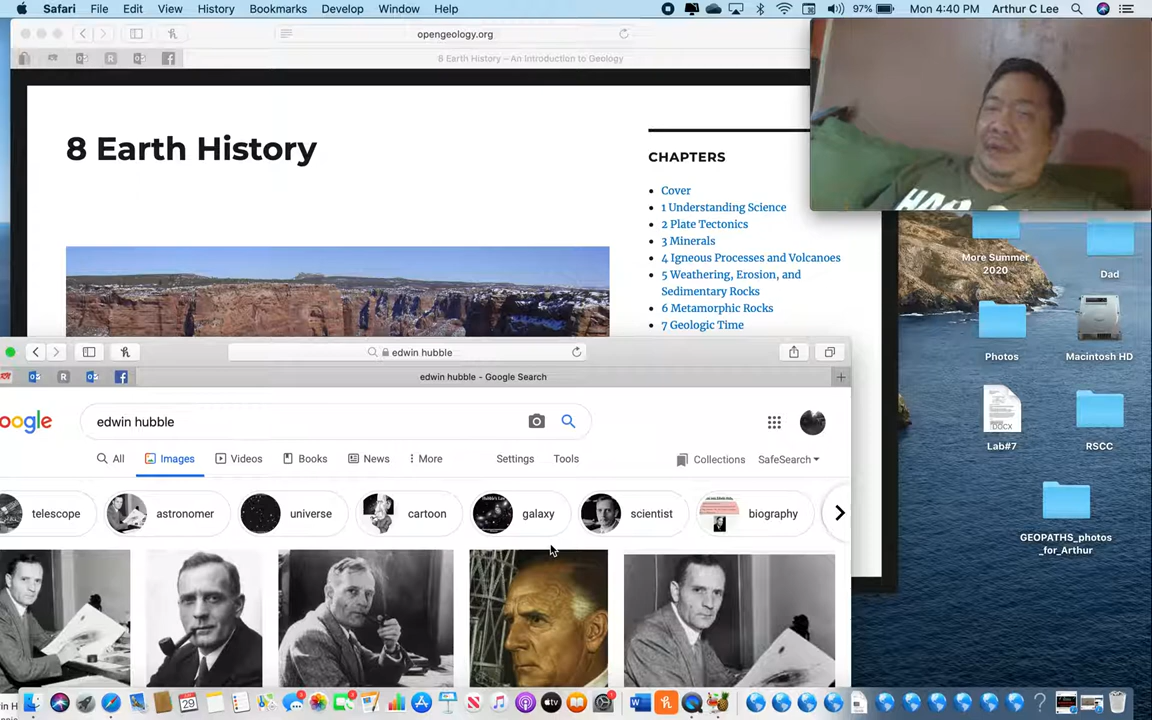 Safari File Edit View History Bookmarks Develop Window Help 97% Mon 4:40 PM Arthur C Lee
opengeology.org
8 Earth History – An Introduction to Geology
8 Earth History
CHAPTERS
Cover
1 Understanding Science
2 Plate Tectonics
3 Minerals
4 Igneous Processes and Volcanoes
5 Weathering, Erosion, and
Sedimentary Rocks
6 Metamorphic Rocks
7 Geologic Time
More Summer
2020
Dad
Photos
Macintosh HD
DOCX
Lab#7
RSCC
GEOPATHS_photos
_for_Arthur
edwin hubble
edwin hubble - Google Search
oogle
edwin hubble
All Images Videos Books News More Settings Tools Collections SafeSearch
telescope astronomer universe cartoon galaxy scientist biography
29